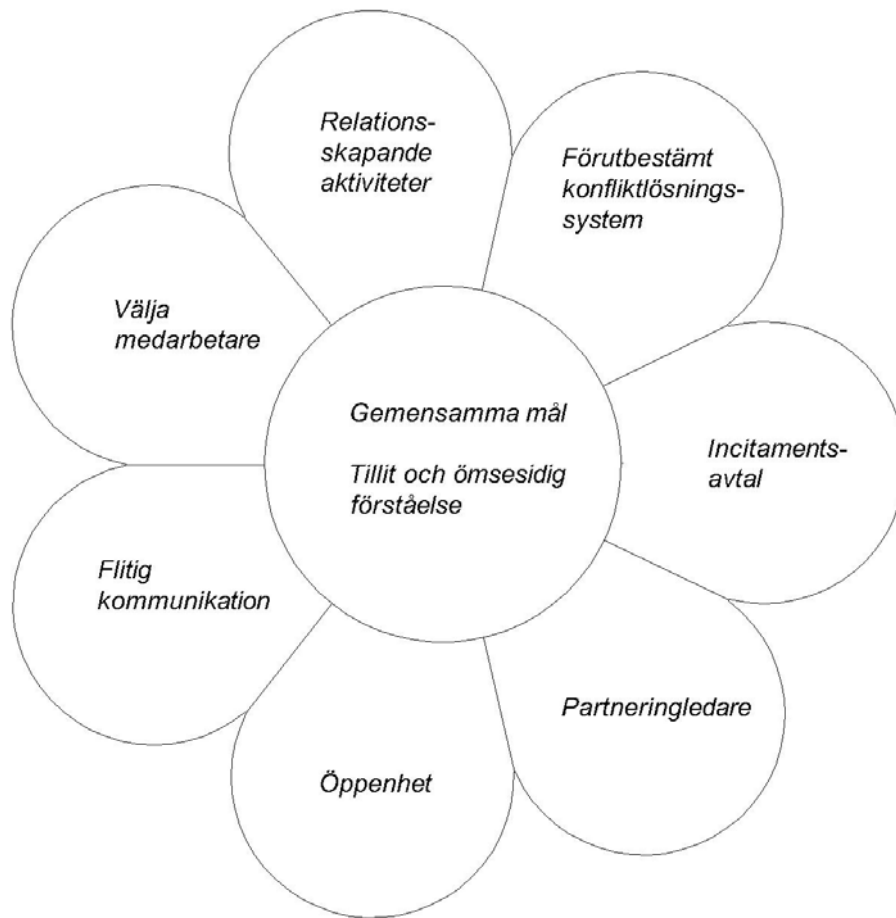 Relations-
skapande
aktiviteter
Förutbestämt
konfliktlösnings-
system
Välja
medarbetare
Gemensamma mål
Tillit och ömsesidig
förståelse
Incitaments-
avtal
Flitig
kommunikation
Partneringledare
Öppenhet